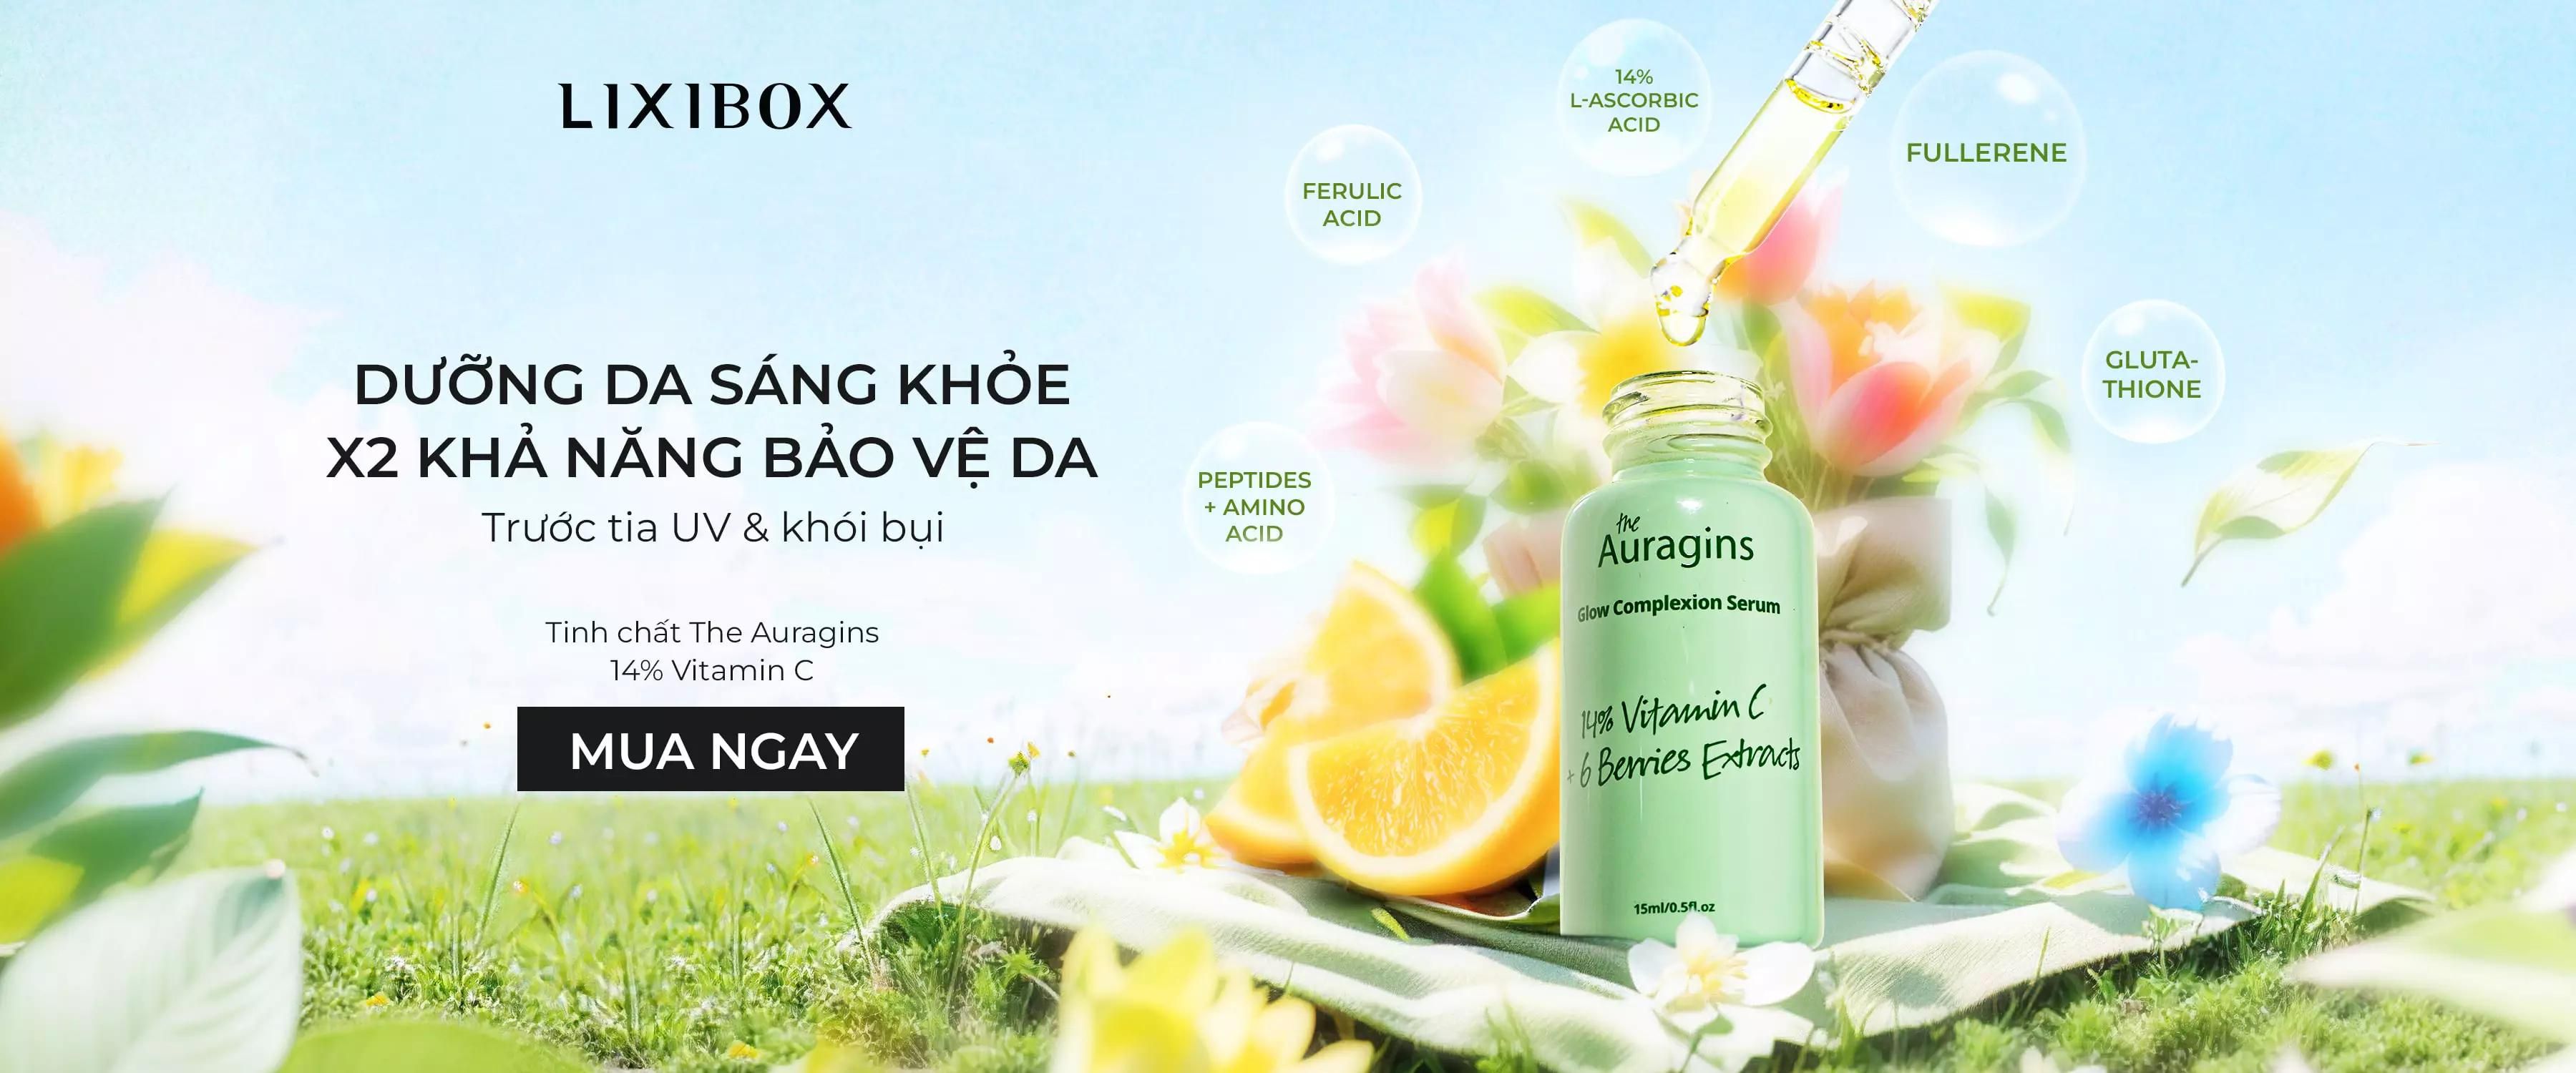 LIXIBOX
DƯỠNG DA SÁNG KHỎE
X2 KHẢ NĂNG BẢO VỆ DA
Trước tia UV & khói bụi
Tinh chất The Auragins
14% Vitamin C
MUA NGAY
14%
L-ASCORBIC
ACID
FULLERENE
FERULIC
ACID
GLUTA-
THIONE
PEPTIDES
+ AMINO
ACID
the
Auragins
Glow Complexion Serum
14% Vitamin C
+ 6 Berries Extracts
15ml/0.5fl.oz